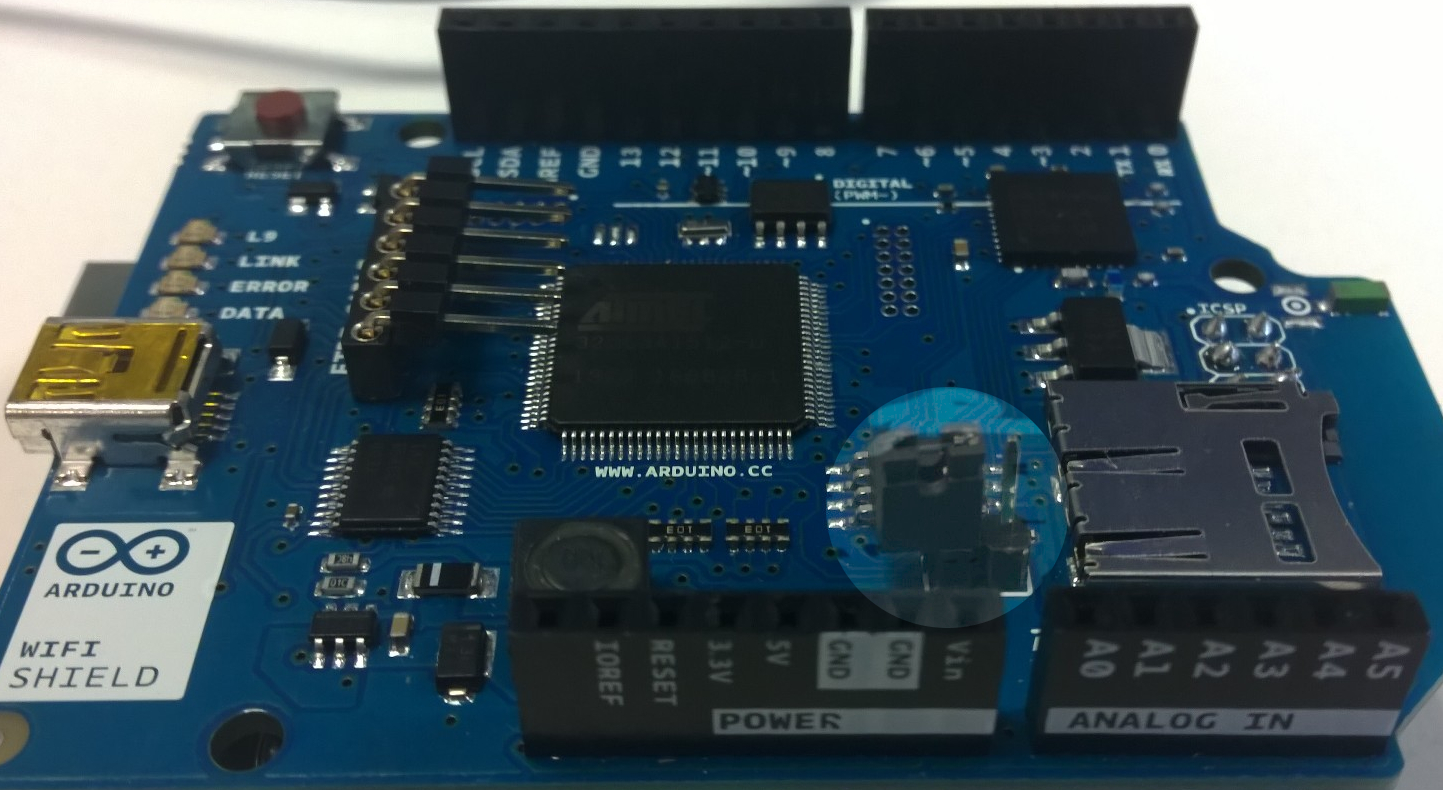 RESET
SDA
GND
13
12
~11
~10
~9
8
7
~6
~5
4
~3
2
TX 1
RX 0
DIGITAL
(PWM~)
L9
LINK
ERROR
DATA
ICSP
WWW.ARDUINO.CC
E01 E01
ARDUINO
WIFI
SHIELD
IOREF
RESET
3.3V
5V
GND
GND
Vin
POWER
A0
A1
A2
A3
A4
A5
ANALOG IN